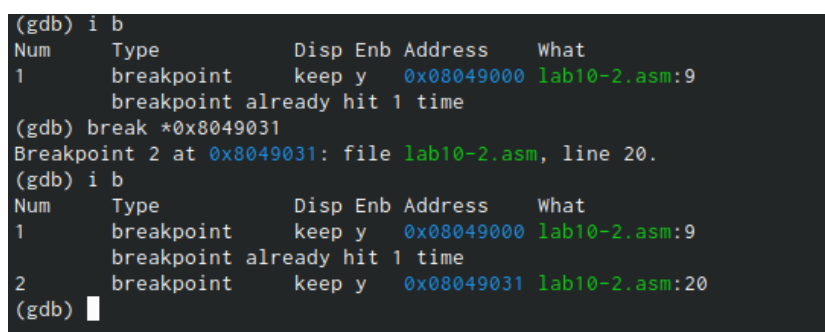 (gdb) i b
Num     Type           Disp Enb Address    What
1       breakpoint     keep y   0x08049000 lab10-2.asm:9
        breakpoint already hit 1 time
(gdb) break *0x8049031
Breakpoint 2 at 0x8049031: file lab10-2.asm, line 20.
(gdb) i b
Num     Type           Disp Enb Address    What
1       breakpoint     keep y   0x08049000 lab10-2.asm:9
        breakpoint already hit 1 time
2       breakpoint     keep y   0x08049031 lab10-2.asm:20
(gdb)